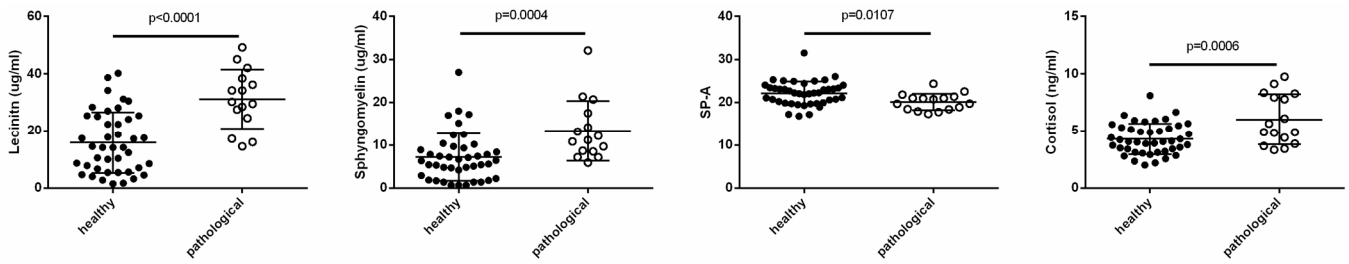 p<0.0001
60
40
20
0
Lecinitn (ug/ml)
healthy
pathological
p=0.0004
40
30
20
10
0
Sphyngomyelin (ug/ml)
healthy
pathological
p=0.0107
40
30
20
10
0
SP-A
healthy
pathological
p=0.0006
15
10
5
0
Cortisol (ng/ml)
healthy
pathological